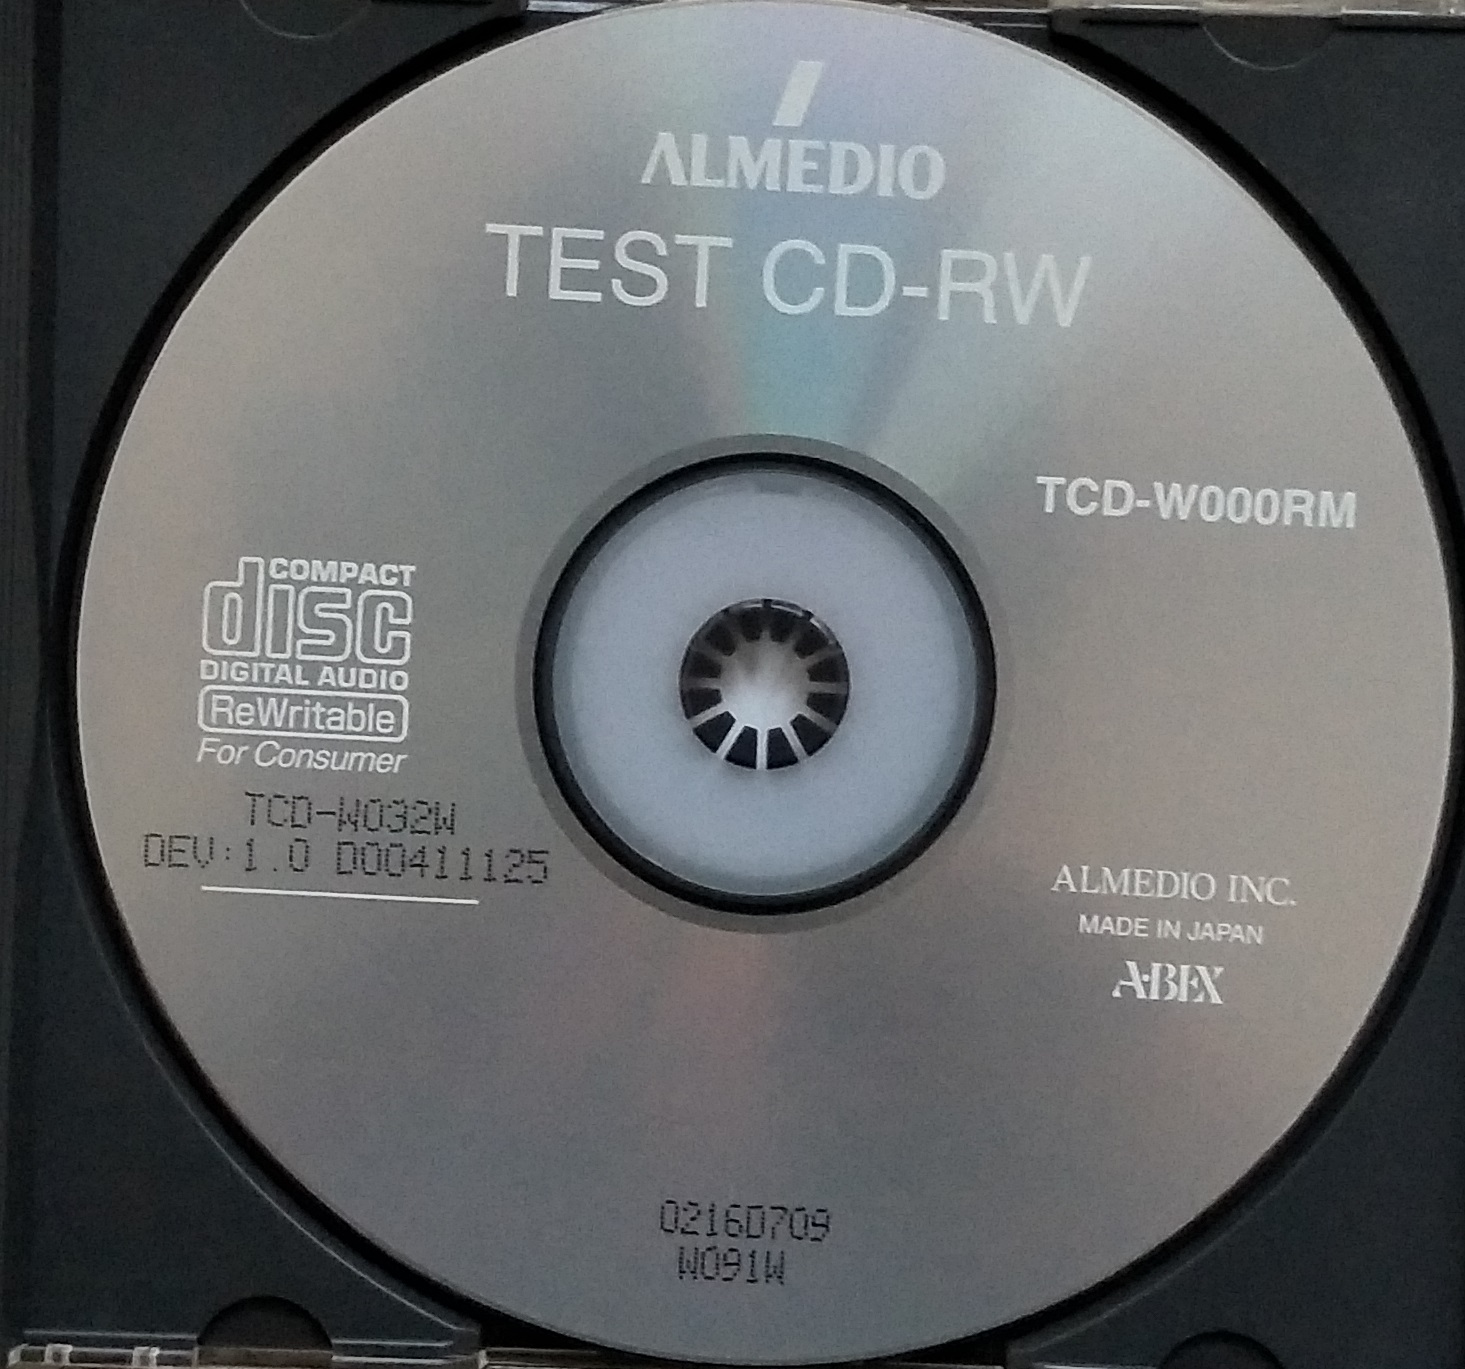 ALMEDIO
TEST CD-RW
TCD-W000RM
COMPACT
disc
DIGITAL AUDIO
ReWritable
For Consumer
TCD-W032W
DEV:1.0 D00411125
ALMEDIO INC.
MADE IN JAPAN
A·BEX
0216D709
W091W